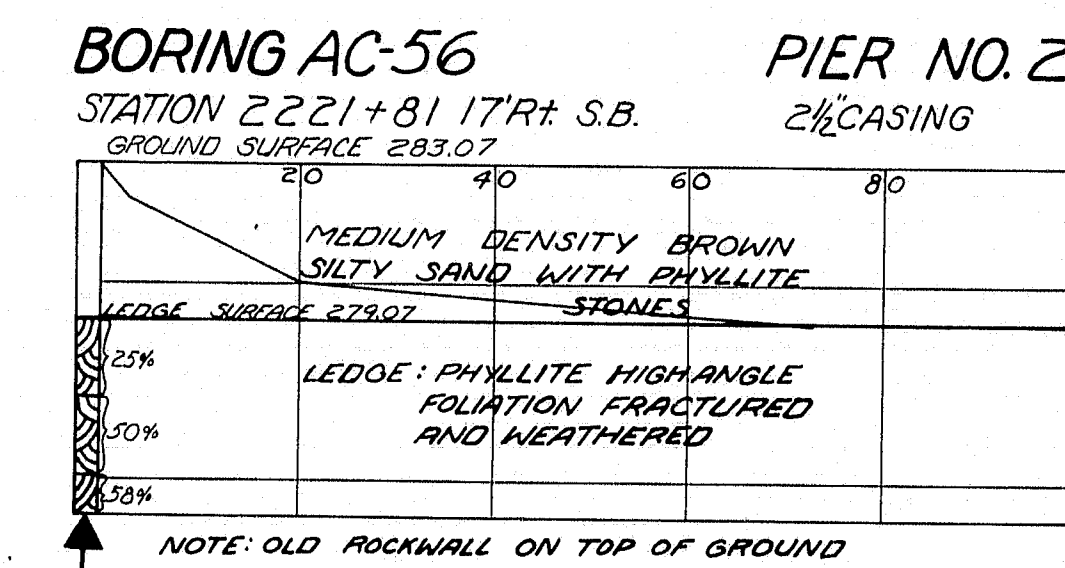 BORING AC-56
PIER NO. 2
STATION 2221+81 17'Rt. S.B.
2½" CASING
GROUND SURFACE 283.07
20 40 60 80
MEDIUM DENSITY BROWN
SILTY SAND WITH PHYLLITE
STONES
LEDGE SURFACE 279.07
25%
LEDGE: PHYLLITE HIGH ANGLE
FOLIATION FRACTURED
50%
AND WEATHERED
58%
NOTE: OLD ROCKWALL ON TOP OF GROUND